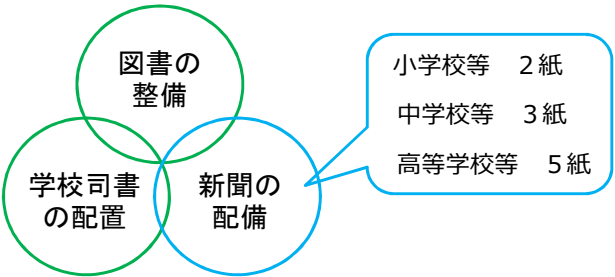 図書の
整備
学校司書
の配置
新聞の
配備
小学校等　２紙
中学校等　３紙
高等学校等　５紙